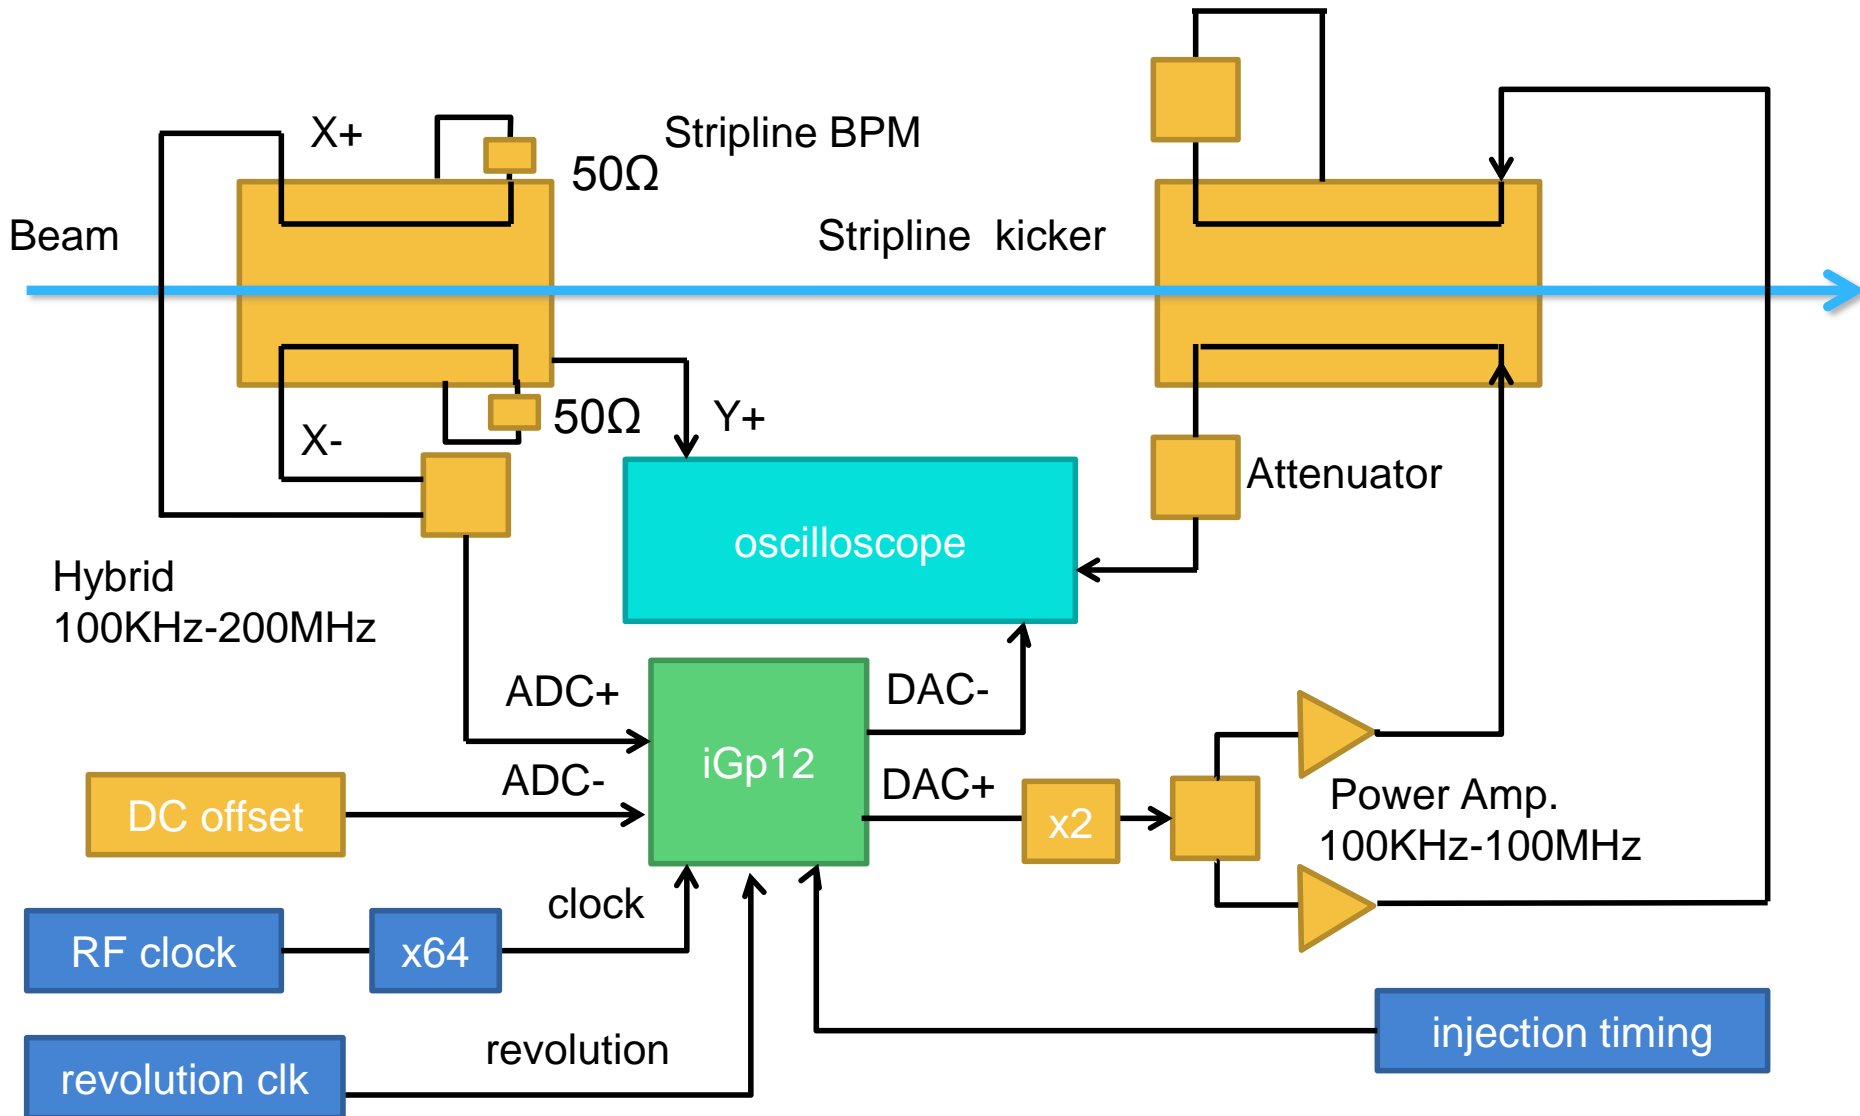 X+
Stripline BPM
50Ω
Beam
Stripline kicker
50Ω
Y+
X-
Attenuator
oscilloscope
Hybrid
100KHz-200MHz
ADC+
DAC-
iGp12
ADC-
DAC+
DC offset
x2
Power Amp.
100KHz-100MHz
clock
RF clock
x64
injection timing
revolution
revolution clk